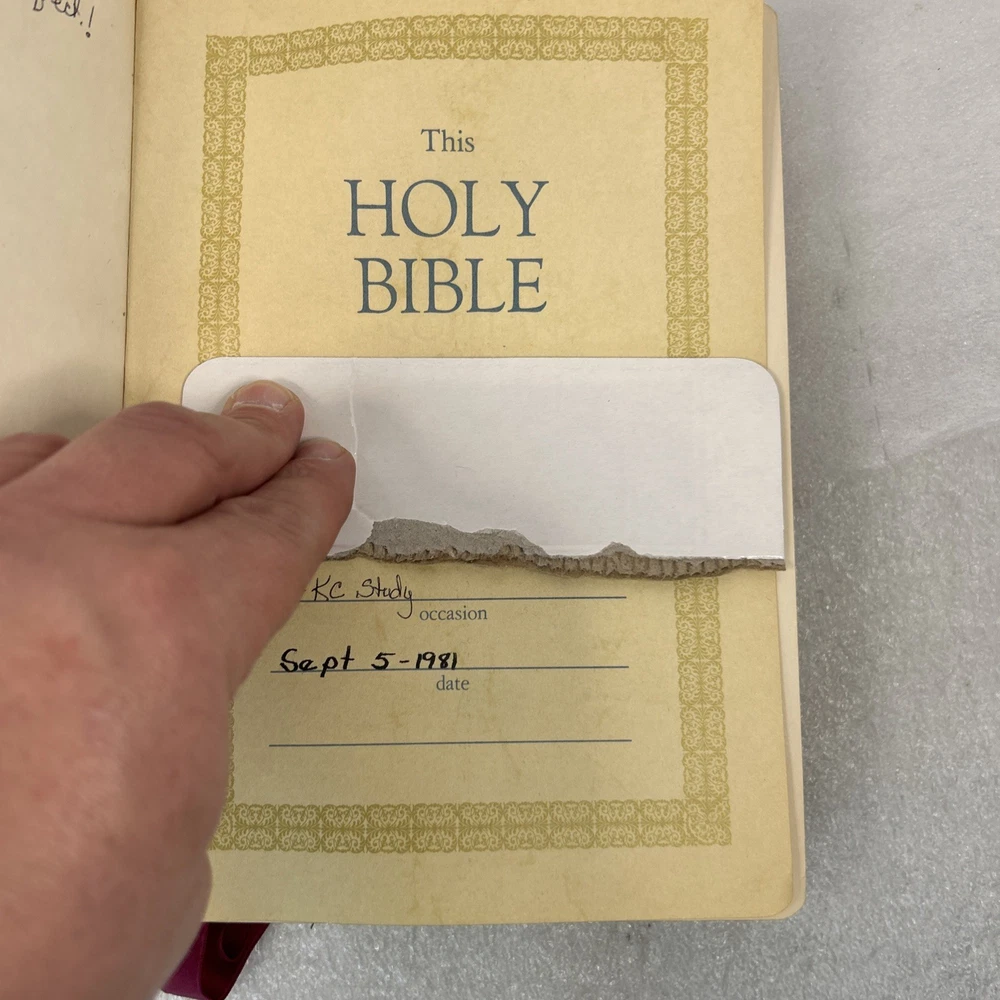 This
HOLY
BIBLE
KC Study
occasion
Sept 5-1981
date